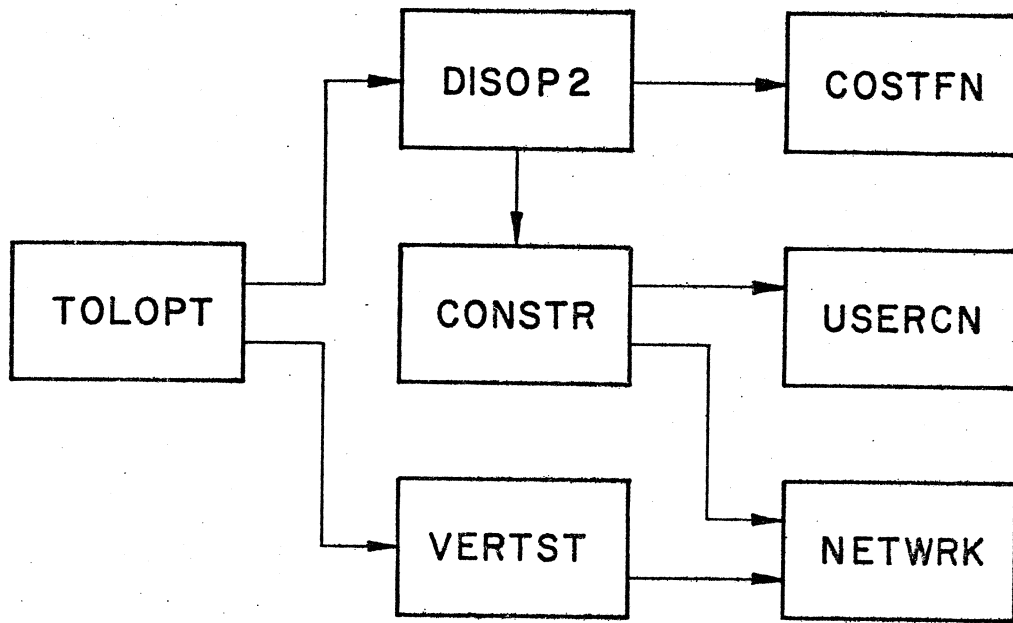 DISOP2
COSTFN
TOLOPT
CONSTR
USERCN
VERTST
NETWRK